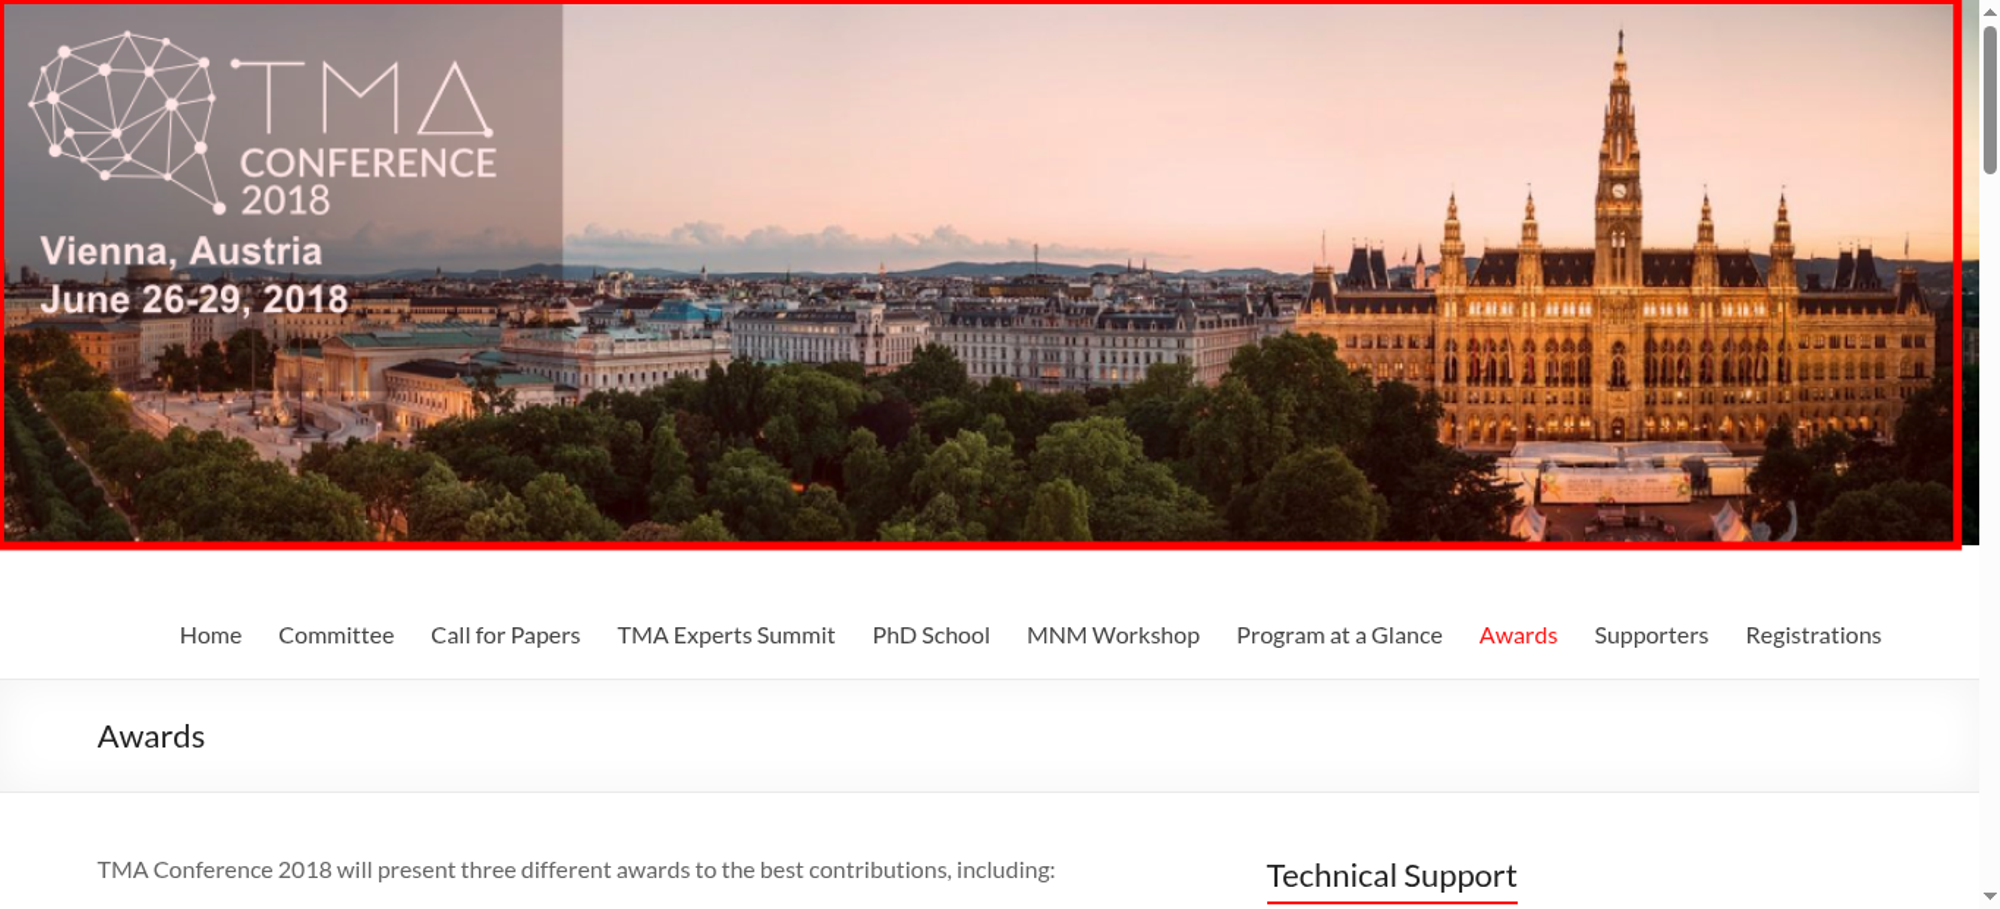 TMA
CONFERENCE
2018
Vienna, Austria
June 26-29, 2018
Home Committee Call for Papers TMA Experts Summit PhD School MNM Workshop Program at a Glance Awards Supporters Registrations
Awards
TMA Conference 2018 will present three different awards to the best contributions, including:
Technical Support